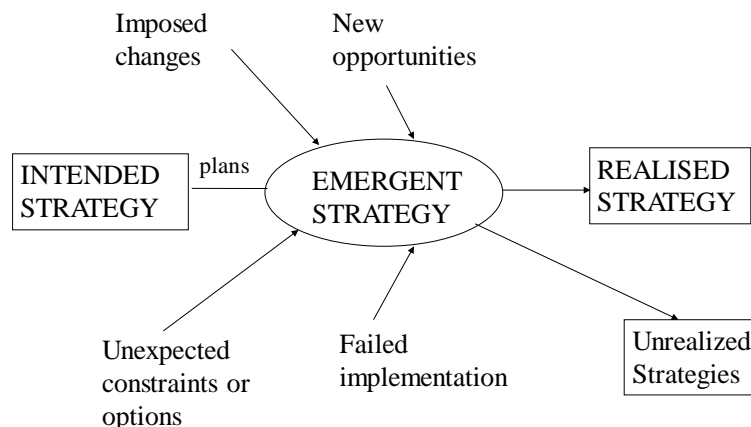 Imposed
changes
New
opportunities
INTENDED
STRATEGY
plans
EMERGENT
STRATEGY
REALISED
STRATEGY
Unexpected
constraints or
options
Failed
implementation
Unrealized
Strategies